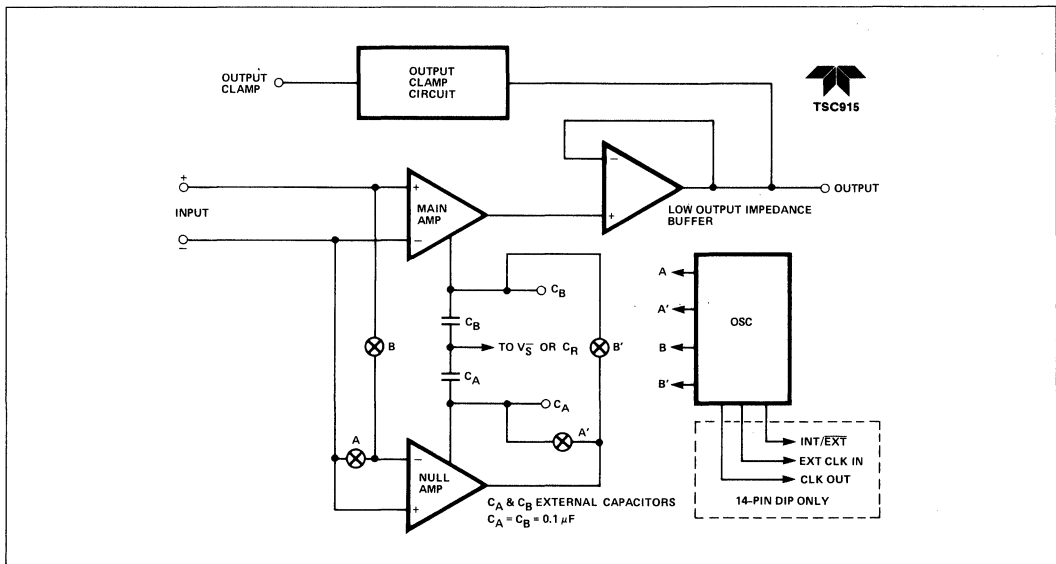 OUTPUT
CLAMP
OUTPUT
CLAMP
CIRCUIT
TSC915
+
INPUT
−
+
MAIN
AMP
−
−
+
OUTPUT
LOW OUTPUT IMPEDANCE
BUFFER
C_B
C_B
TO V_S̅ OR C_R
C_A
C_A
B
B'
A
A'
−
NULL
AMP
+
C_A & C_B EXTERNAL CAPACITORS
C_A = C_B = 0.1 μF
A
A'
B
B'
OSC
INT/E̅X̅T̅
EXT CLK IN
CLK OUT
14-PIN DIP ONLY